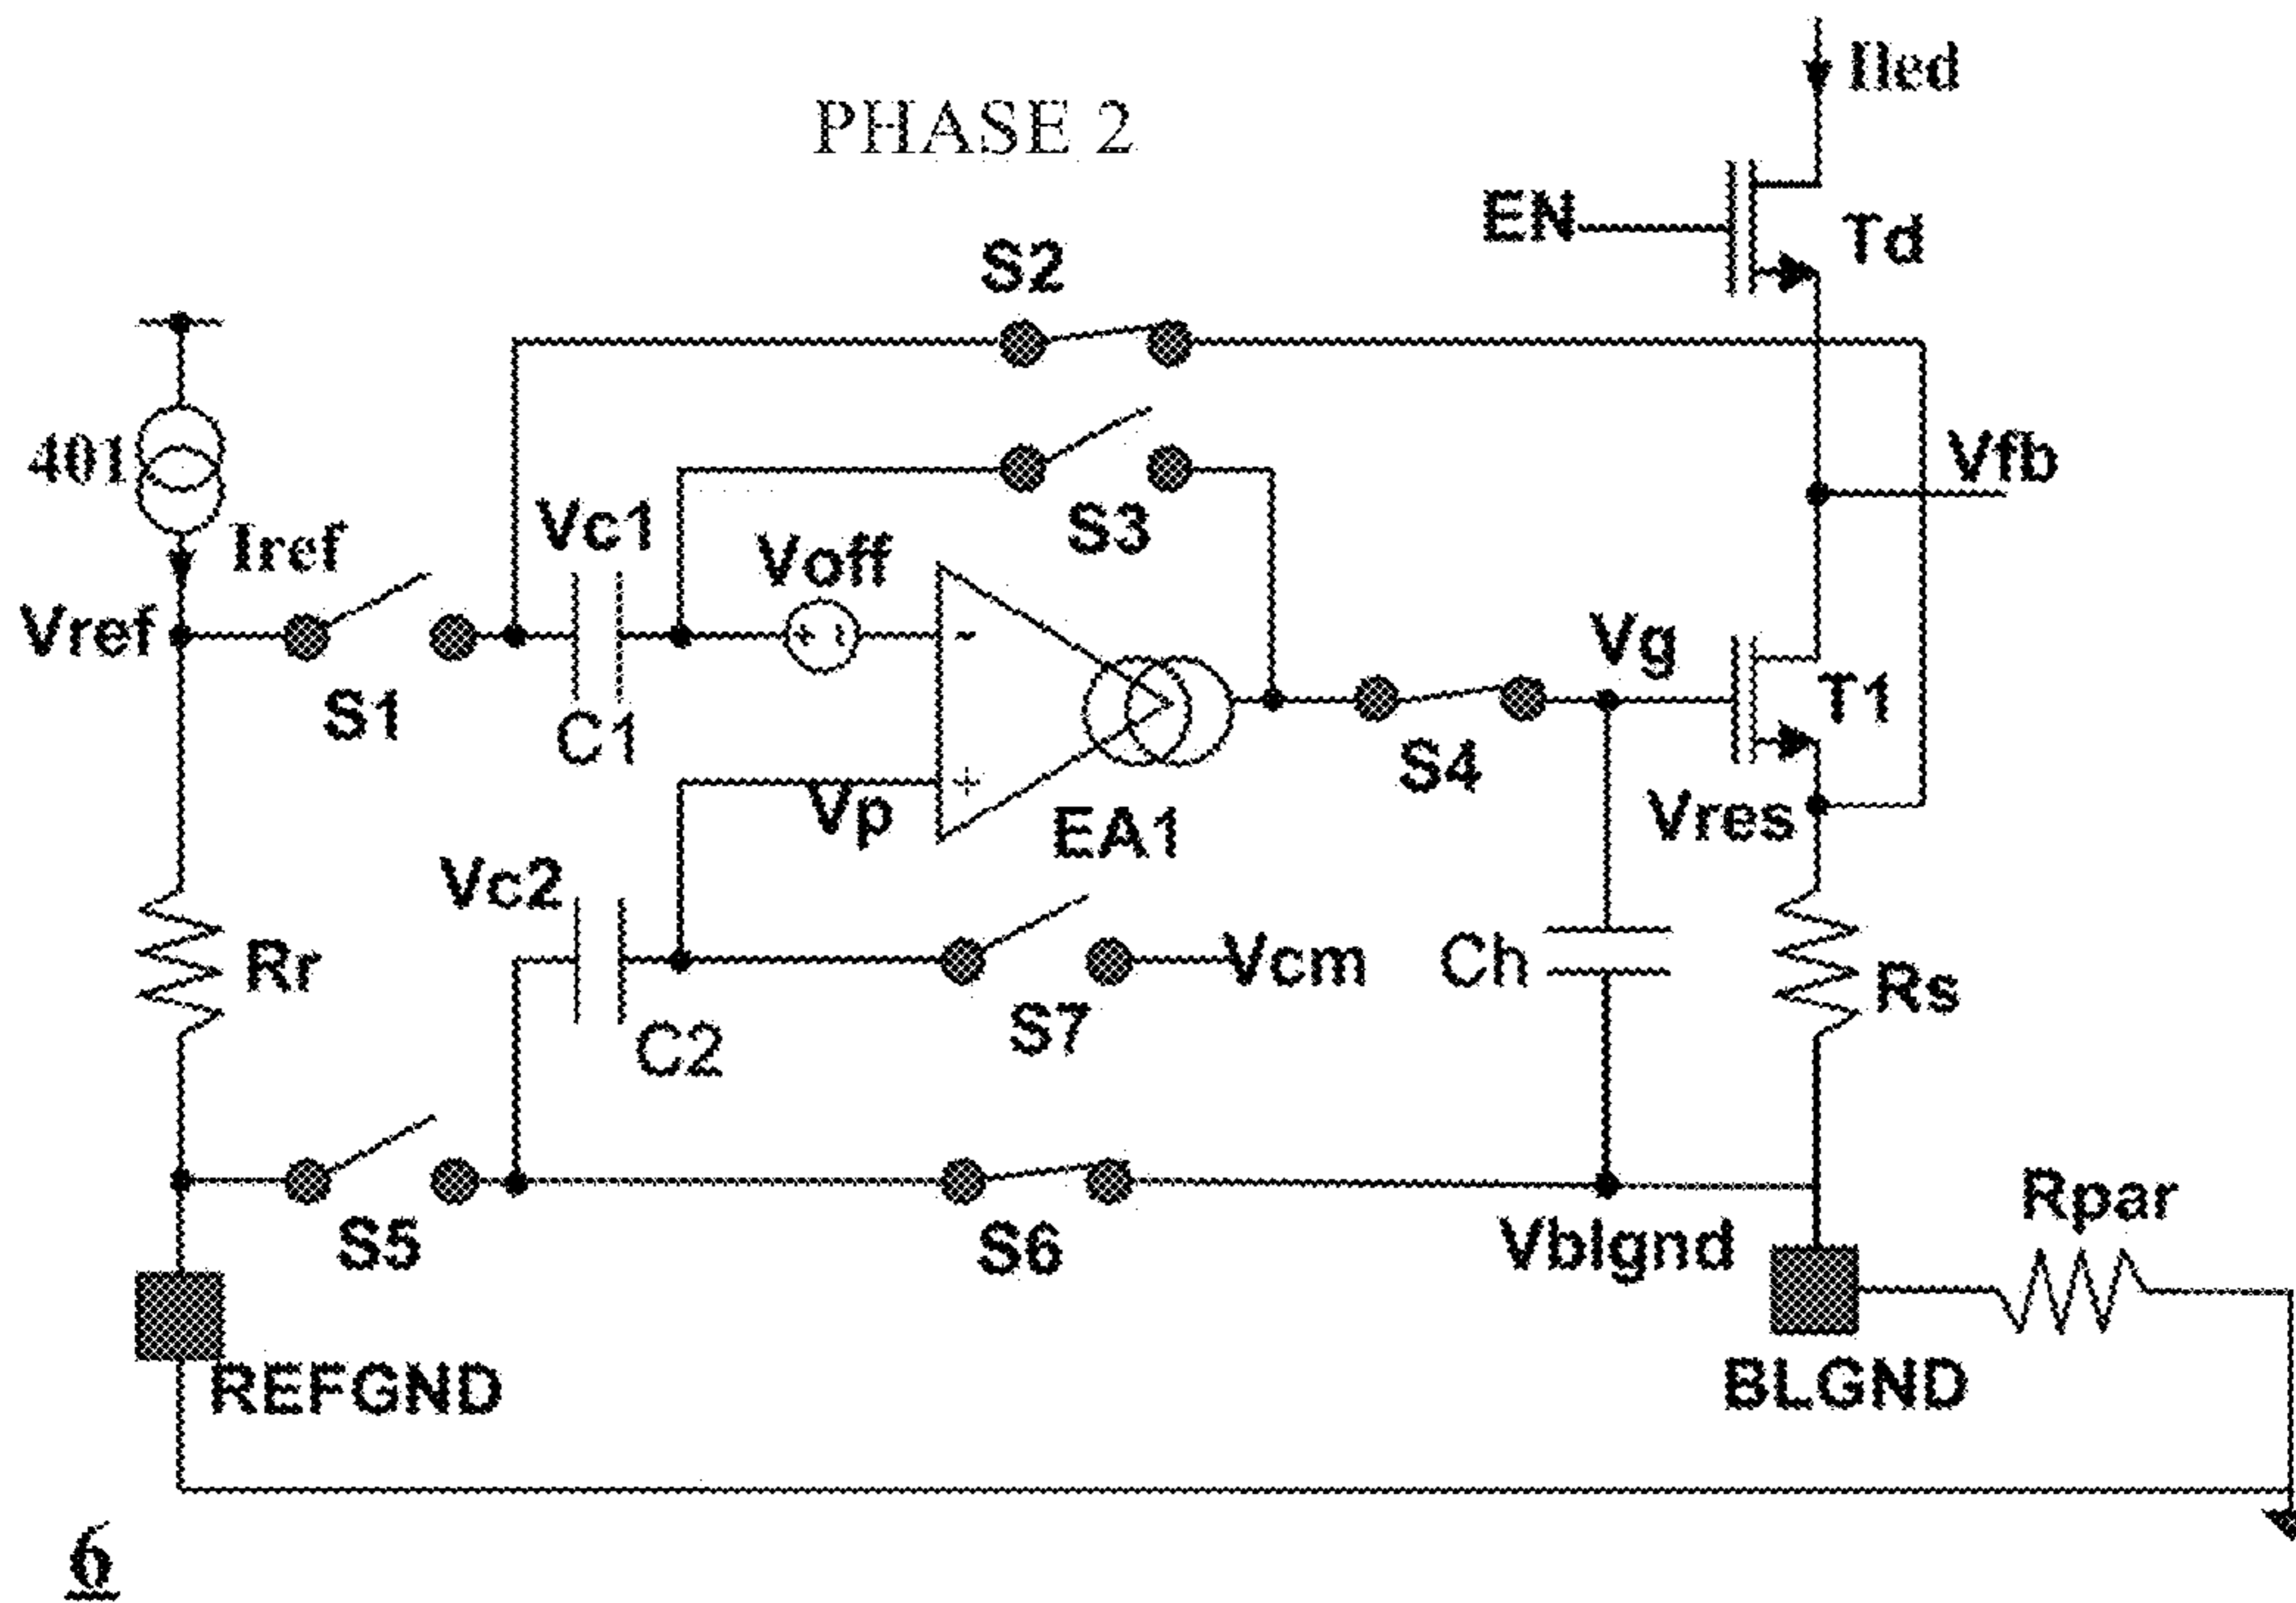 PHASE 2
Iled
EN
Td
S2
401
Iref
Vc1
Voff
S3
Vfb
Vref
S1
C1
-
+ -
Vg
T1
S4
Vp
+
EA1
Vres
Vc2
Rr
C2
S7
Vcm
Ch
Rs
S5
S6
Vblgnd
Rpar
REFGND
BLGND
6